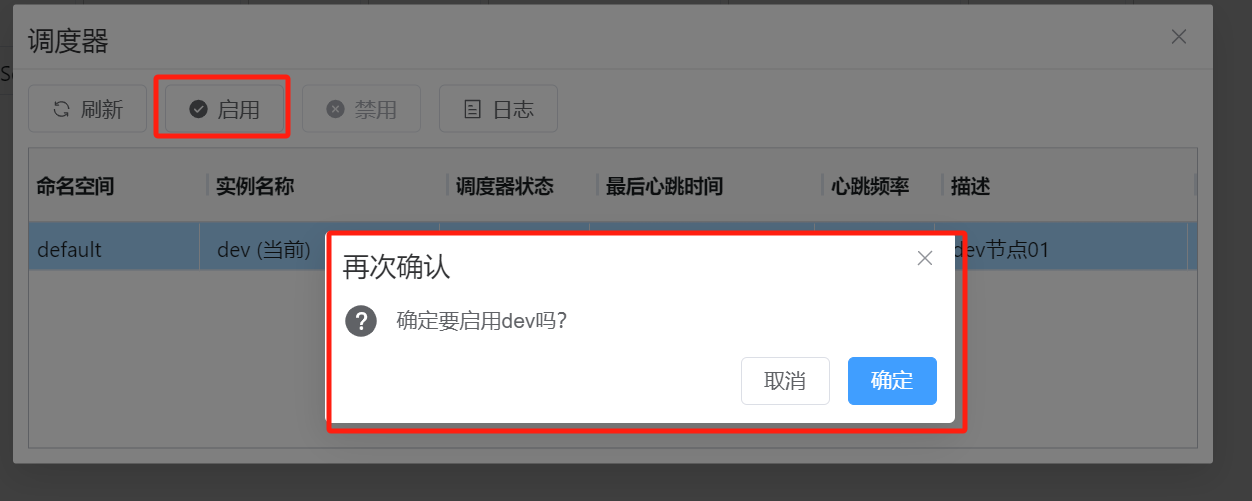 调度器
刷新 启用 禁用 日志
命名空间 实例名称 调度器状态 最后心跳时间 心跳频率 描述
default dev (当前) dev节点01
再次确认
确定要启用dev吗?
取消 确定